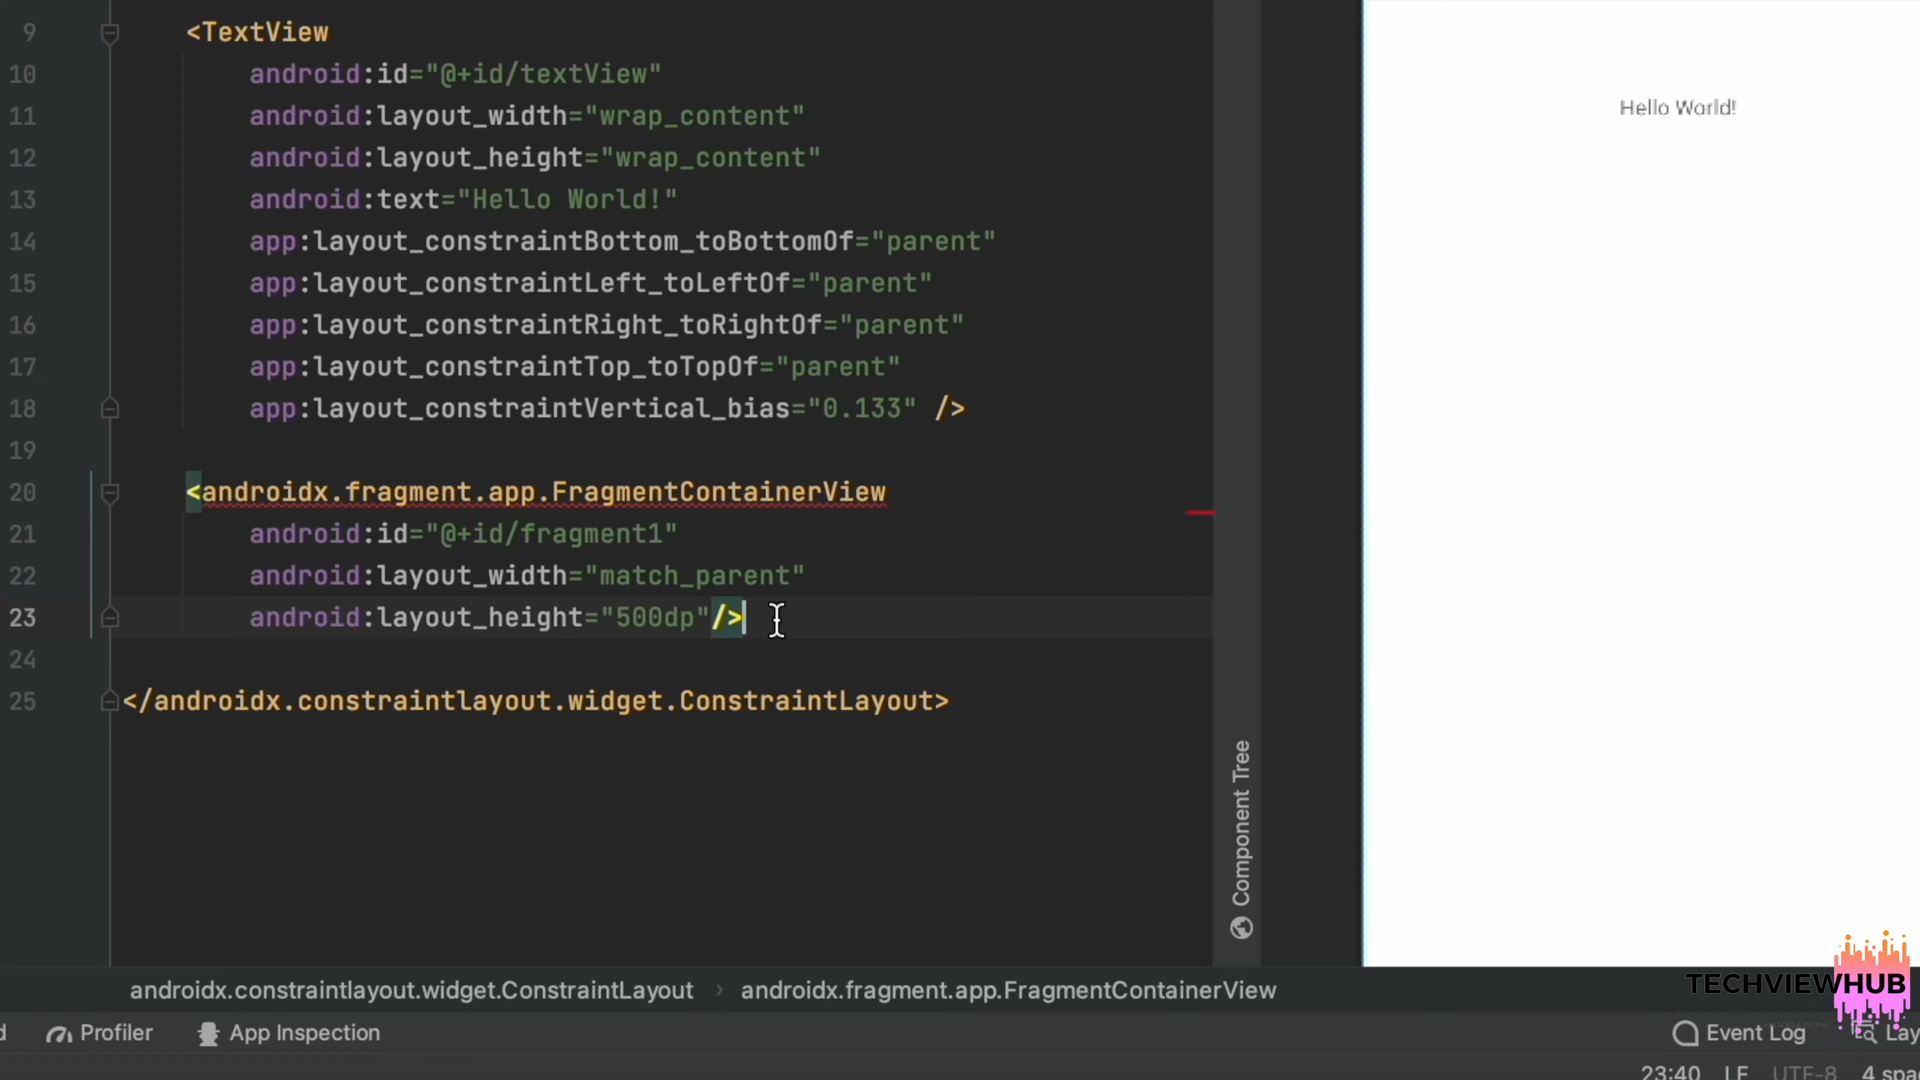 9 <TextView
10 android:id="@+id/textView"
11 android:layout_width="wrap_content"
12 android:layout_height="wrap_content"
13 android:text="Hello World!"
14 app:layout_constraintBottom_toBottomOf="parent"
15 app:layout_constraintLeft_toLeftOf="parent"
16 app:layout_constraintRight_toRightOf="parent"
17 app:layout_constraintTop_toTopOf="parent"
18 app:layout_constraintVertical_bias="0.133" />
19
20 <androidx.fragment.app.FragmentContainerView
21 android:id="@+id/fragment1"
22 android:layout_width="match_parent"
23 android:layout_height="500dp"/>
24
25 </androidx.constraintlayout.widget.ConstraintLayout>
Component Tree
Hello World!
androidx.constraintlayout.widget.ConstraintLayout › androidx.fragment.app.FragmentContainerView
TECHVIEWHUB
Profiler App Inspection Event Log Lay
23:40 LF UTF-8 4 spa